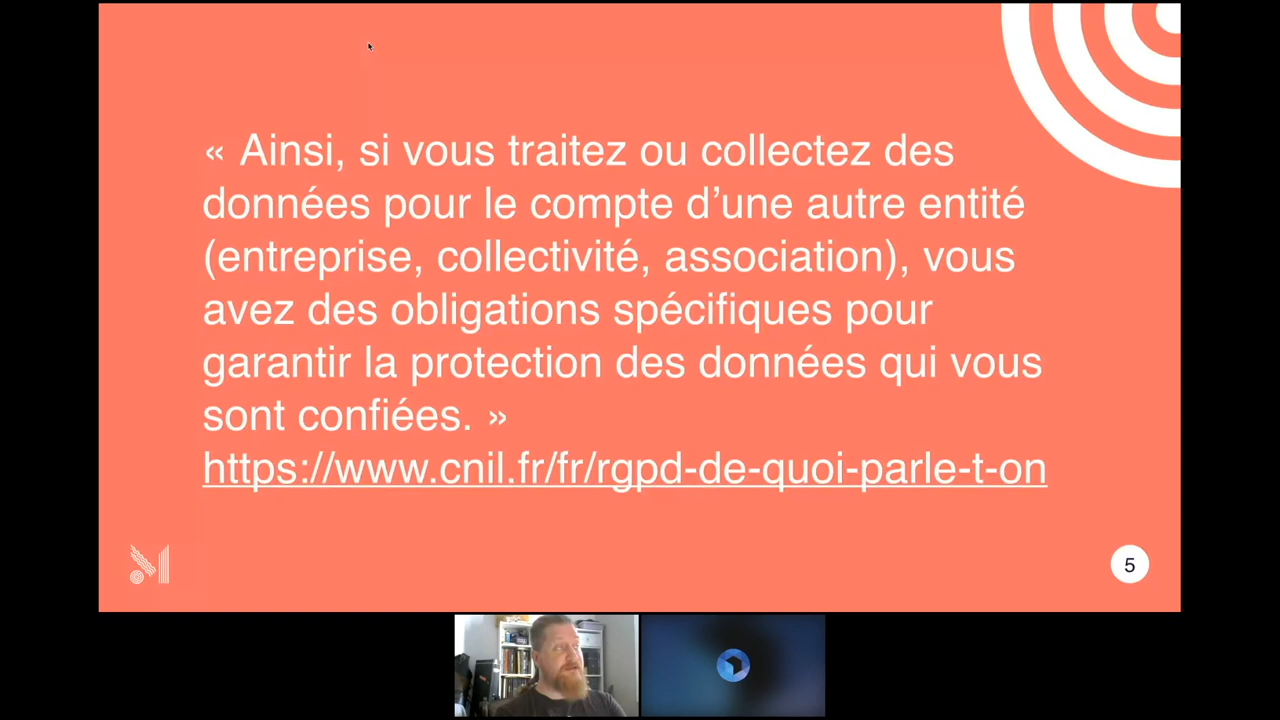 « Ainsi, si vous traitez ou collectez des
données pour le compte d’une autre entité
(entreprise, collectivité, association), vous
avez des obligations spécifiques pour
garantir la protection des données qui vous
sont confiées. »
https://www.cnil.fr/fr/rgpd-de-quoi-parle-t-on
5